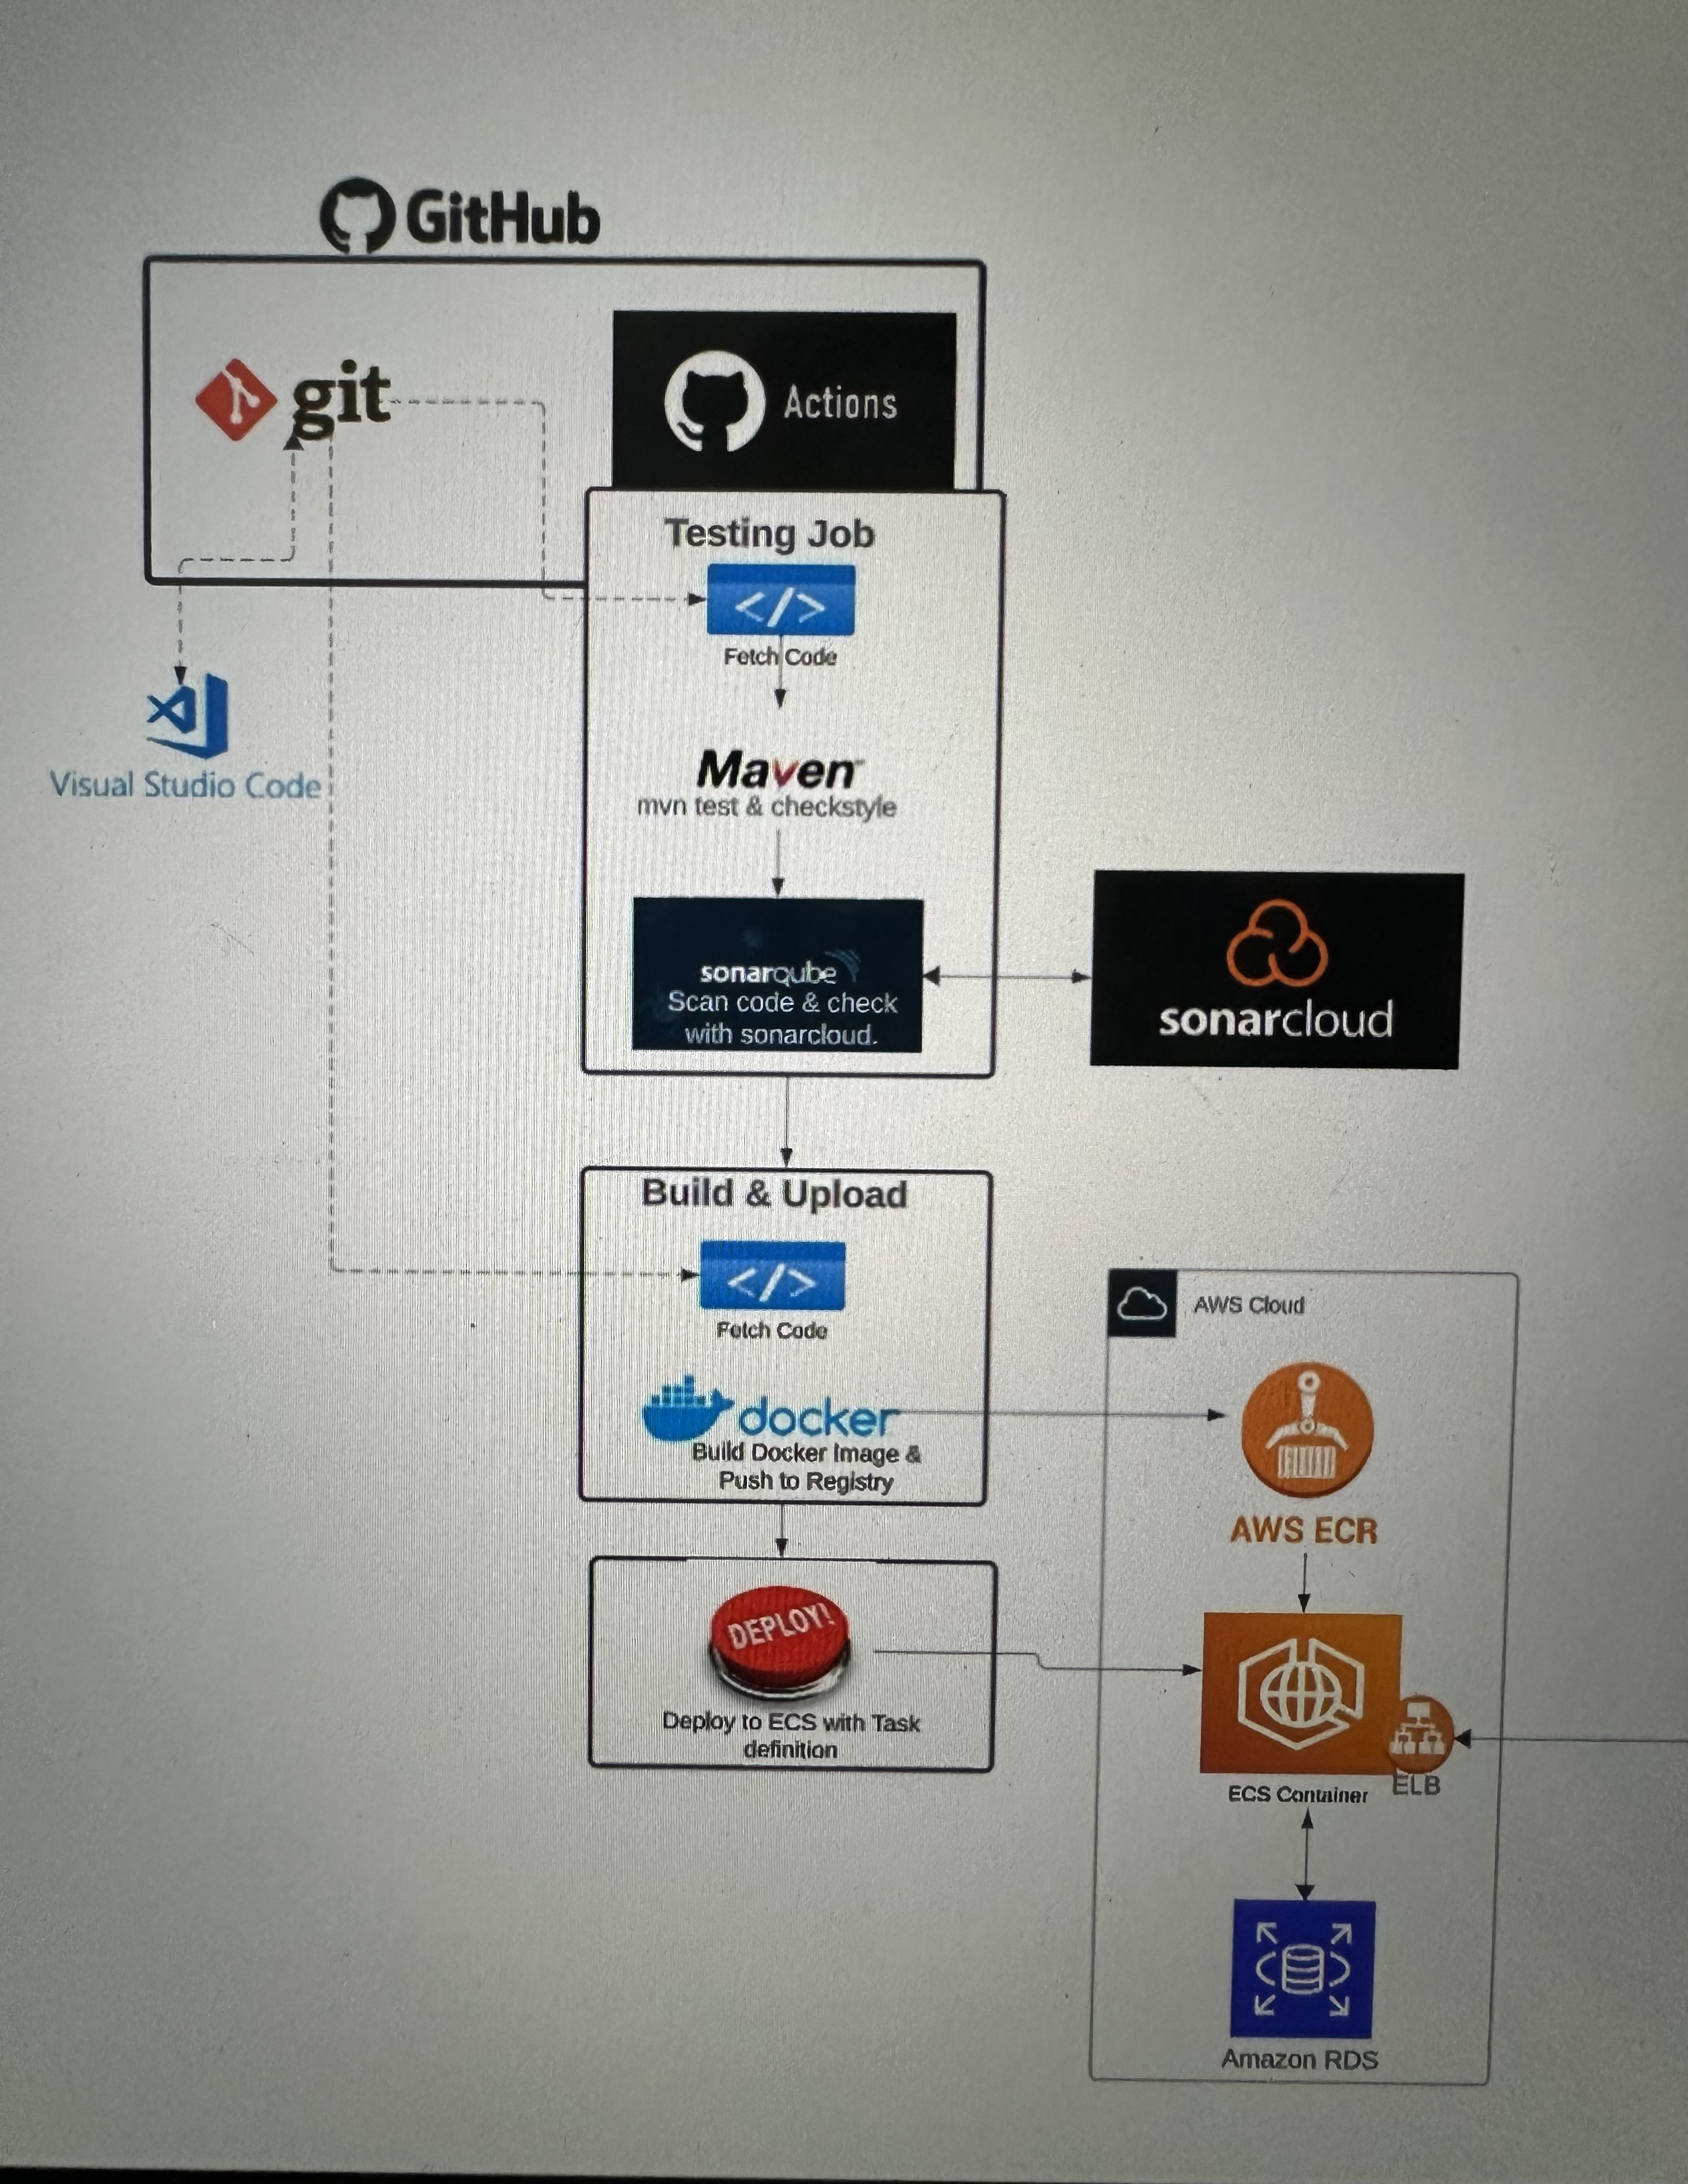 GitHub
git
Actions
Testing Job
</>
Fetch Code
Visual Studio Code
Maven
mvn test & checkstyle
sonarqube
Scan code & check
with sonarcloud.
sonarcloud
Build & Upload
</>
Fetch Code
AWS Cloud
docker
Build Docker Image &
Push to Registry
AWS ECR
DEPLOY!
Deploy to ECS with Task
definition
ECS Container
ELB
Amazon RDS